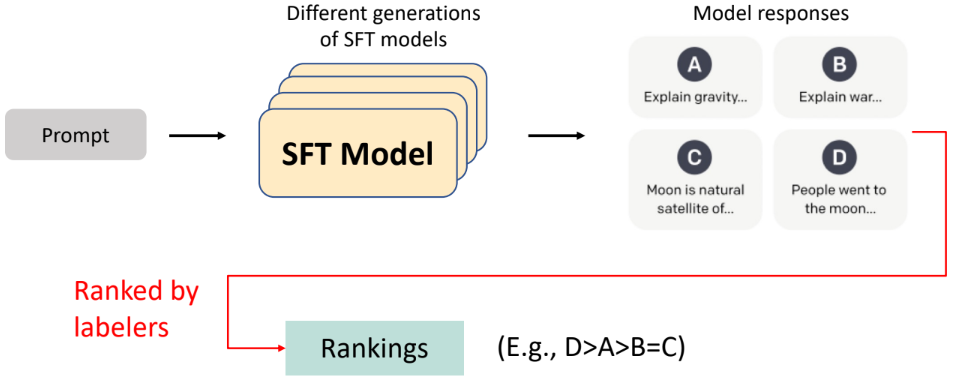 Different generations
of SFT models
Model responses
Prompt
SFT Model
A
Explain gravity...
B
Explain war...
C
Moon is natural
satellite of...
D
People went to
the moon...
Ranked by
labelers
Rankings
(E.g., D>A>B=C)